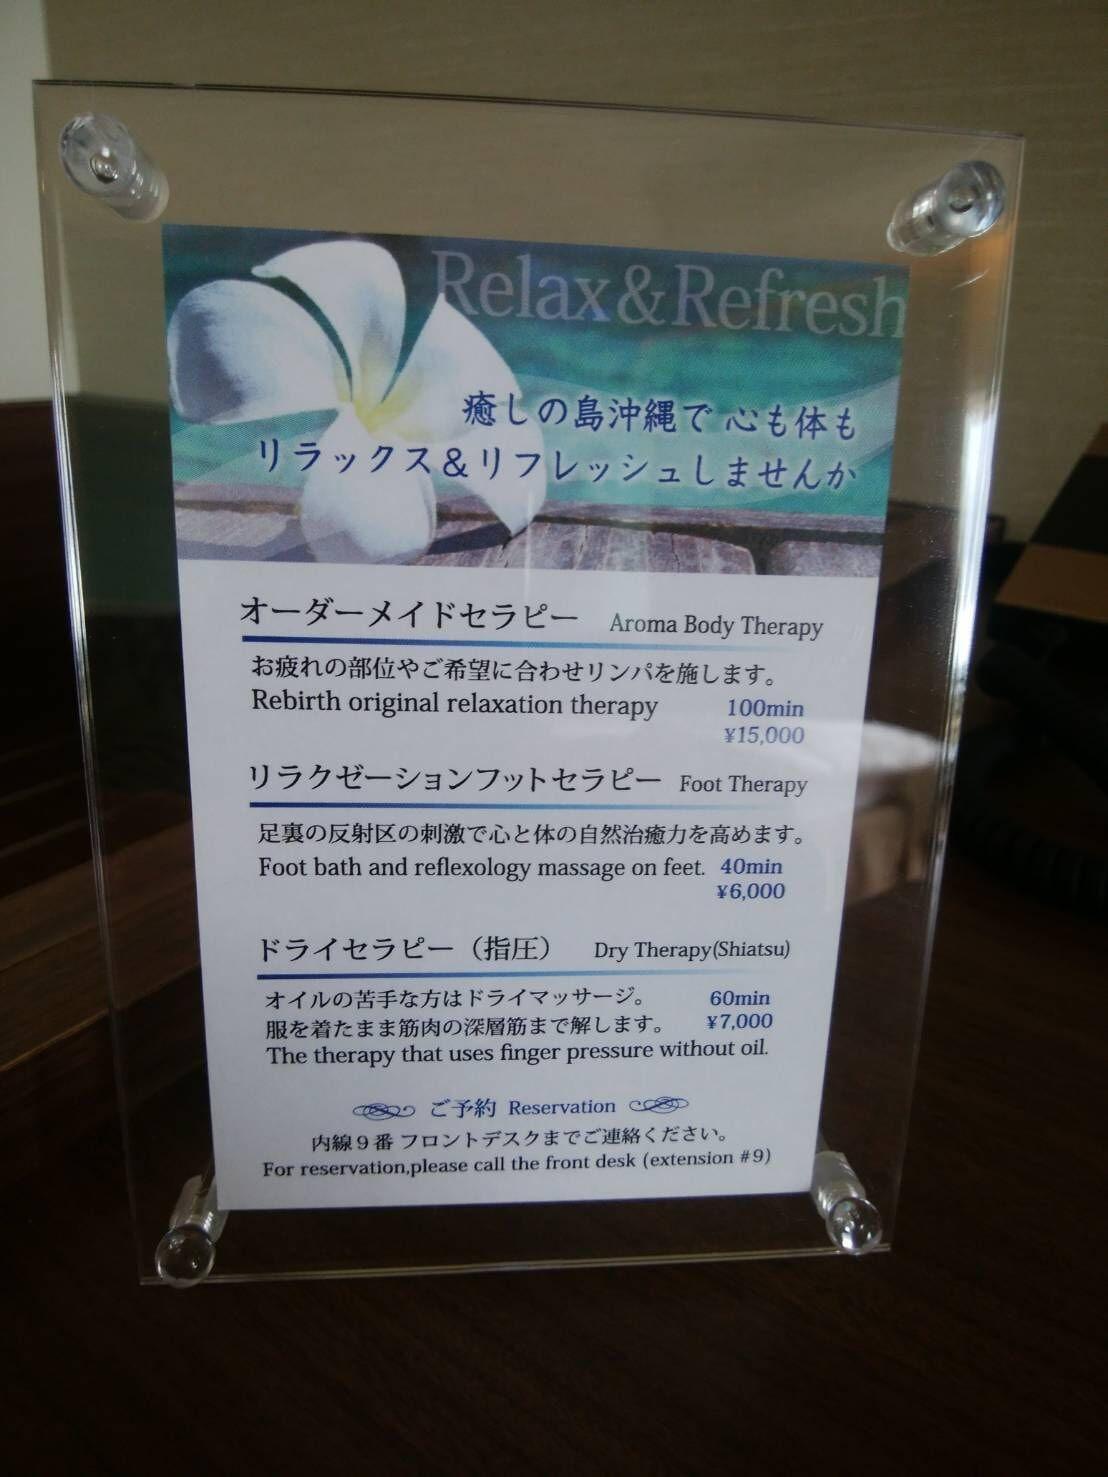 Relax&Refresh
癒しの島沖縄で 心も体も
リラックス&リフレッシュしませんか
オーダーメイドセラピー Aroma Body Therapy
お疲れの部位やご希望に合わせリンパを施します。
Rebirth original relaxation therapy 100min
¥15,000
リラクゼーションフットセラピー Foot Therapy
足裏の反射区の刺激で心と体の自然治癒力を高めます。
Foot bath and reflexology massage on feet. 40min
¥6,000
ドライセラピー（指圧） Dry Therapy(Shiatsu)
オイルの苦手な方はドライマッサージ。 60min
服を着たまま筋肉の深層筋まで解します。 ¥7,000
The therapy that uses finger pressure without oil.
ご予約 Reservation
内線９番 フロントデスクまでご連絡ください。
For reservation,please call the front desk (extension #9)